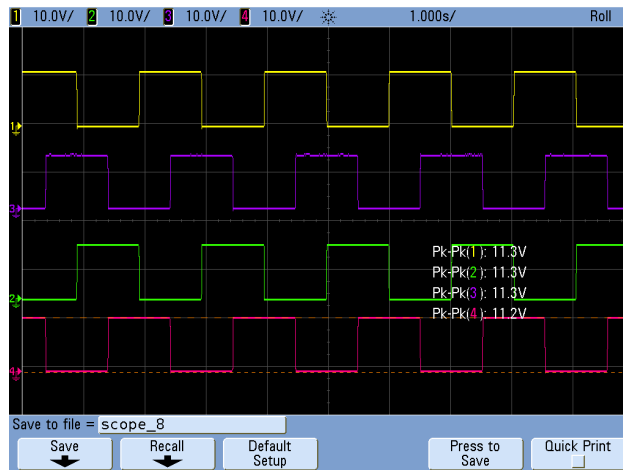 1 10.0V/ 2 10.0V/ 3 10.0V/ 4 10.0V/ 1.000s/ Roll
1
3
Pk-Pk(1): 11.3V
Pk-Pk(2): 11.3V
Pk-Pk(3): 11.3V
2
Pk-Pk(4): 11.2V
4
Save to file = scope_8
Save Recall Default Setup Press to Save Quick Print